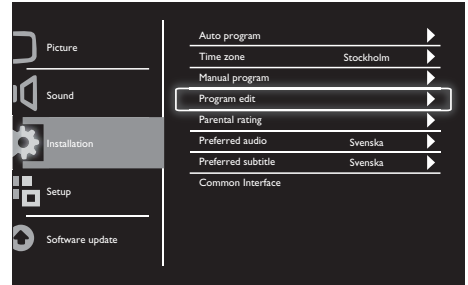 Picture
Sound
Installation
Setup
Software update
Auto program
Time zone Stockholm
Manual program
Program edit
Parental rating
Preferred audio Svenska
Preferred subtitle Svenska
Common Interface